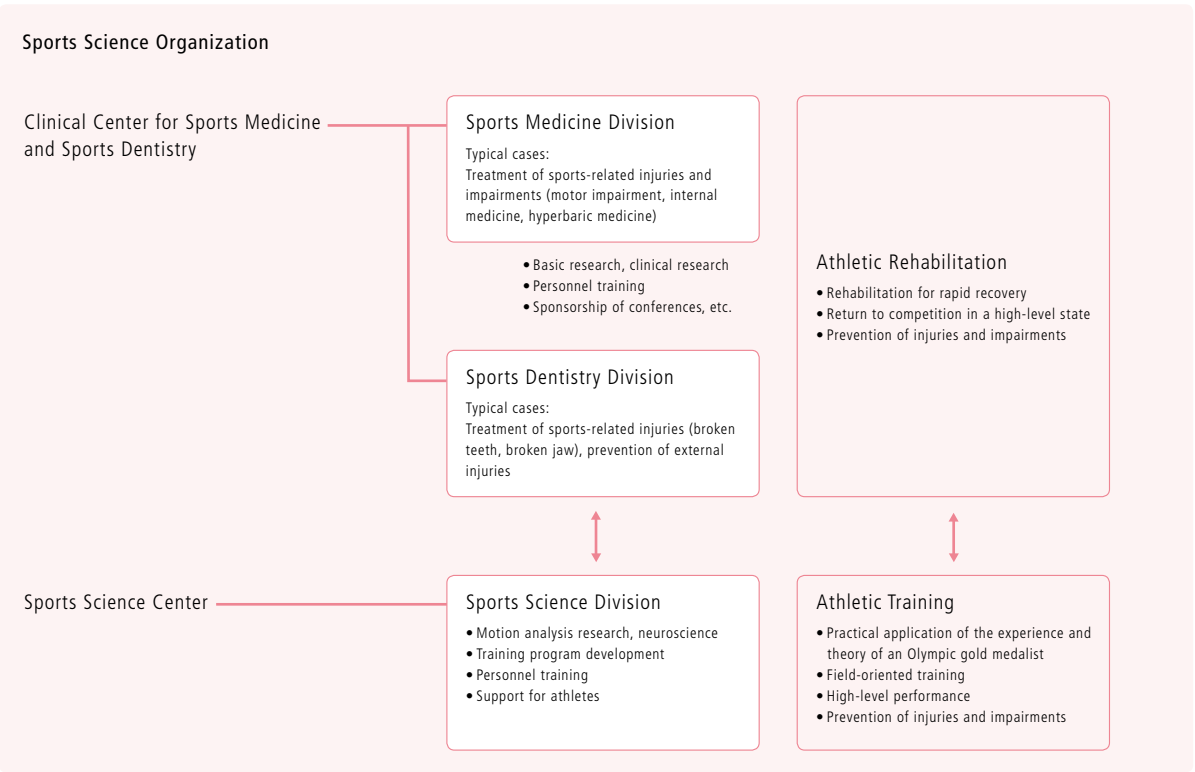 Sports Science Organization
Clinical Center for Sports Medicine
and Sports Dentistry
Sports Medicine Division
Typical cases:
Treatment of sports-related injuries and
impairments (motor impairment, internal
medicine, hyperbaric medicine)
• Basic research, clinical research
• Personnel training
• Sponsorship of conferences, etc.
Sports Dentistry Division
Typical cases:
Treatment of sports-related injuries (broken
teeth, broken jaw), prevention of external
injuries
Athletic Rehabilitation
• Rehabilitation for rapid recovery
• Return to competition in a high-level state
• Prevention of injuries and impairments
Sports Science Center
Sports Science Division
• Motion analysis research, neuroscience
• Training program development
• Personnel training
• Support for athletes
Athletic Training
• Practical application of the experience and
theory of an Olympic gold medalist
• Field-oriented training
• High-level performance
• Prevention of injuries and impairments